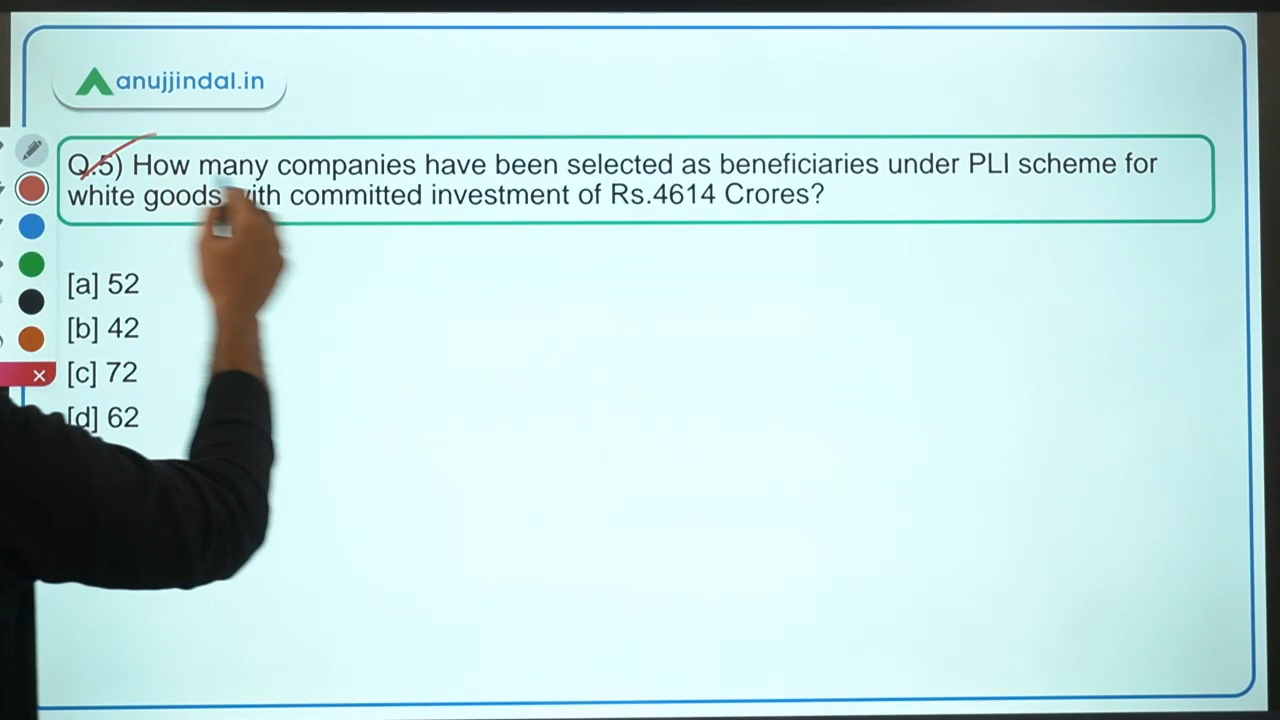 anujjindal.in
Q.5) How many companies have been selected as beneficiaries under PLI scheme for
white goods with committed investment of Rs.4614 Crores?
[a] 52
[b] 42
[c] 72
[d] 62